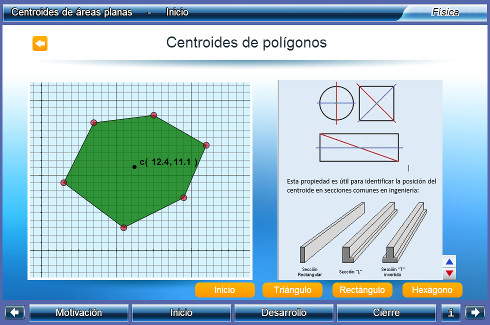 Centroides de áreas planas - Inicio
Física
Centroides de polígonos
c( 12.4, 11.1 )
Esta propiedad es útil para identificar la posición del
centroide en secciones comunes en ingeniería:
Sección
Rectangular
Sección "L"
Sección "T"
invertida
Inicio
Triángulo
Rectángulo
Hexágono
Motivación
Inicio
Desarrollo
Cierre
i